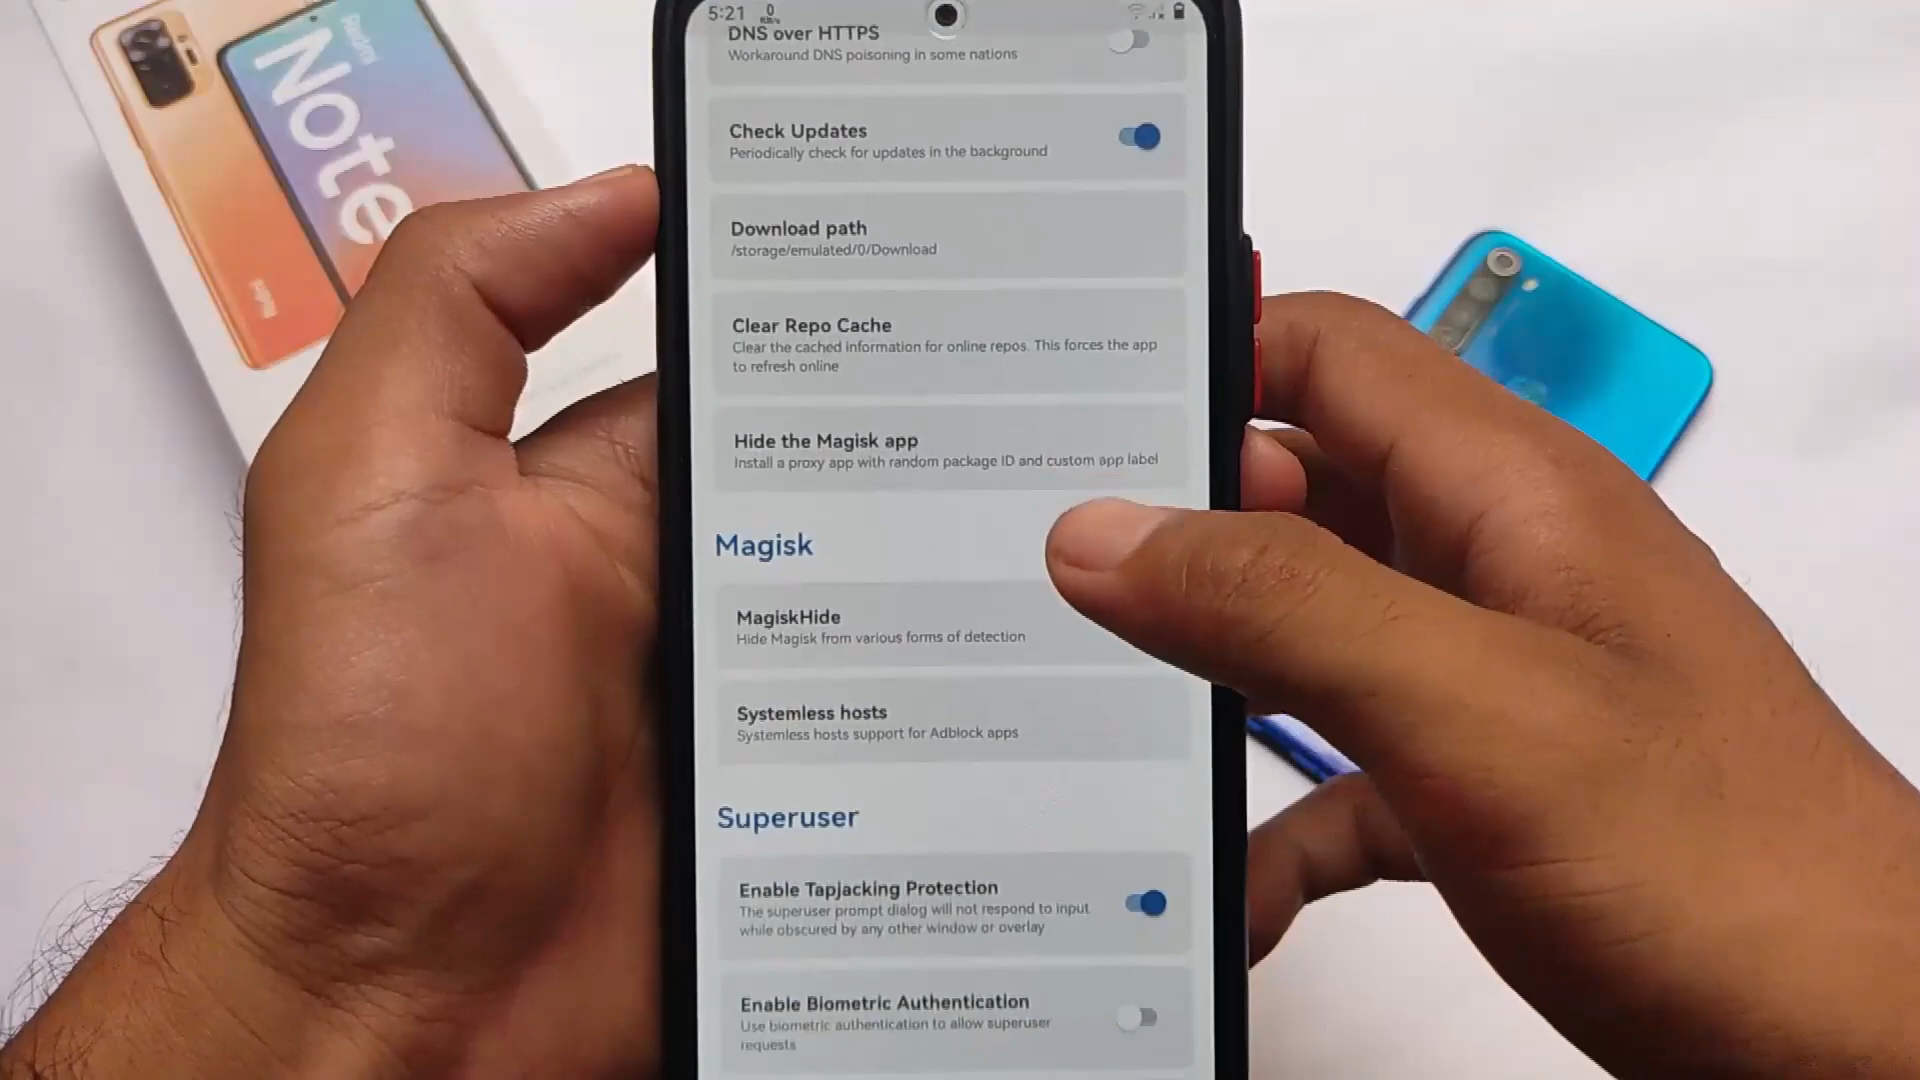 5:21 0
DNS over HTTPS
Workaround DNS poisoning in some nations
Check Updates
Periodically check for updates in the background
Download path
/storage/emulated/0/Download
Clear Repo Cache
Clear the cached information for online repos. This forces the app
to refresh online
Hide the Magisk app
Install a proxy app with random package ID and custom app label
Magisk
MagiskHide
Hide Magisk from various forms of detection
Systemless hosts
Systemless hosts support for Adblock apps
Superuser
Enable Tapjacking Protection
The superuser prompt dialog will not respond to input
while obscured by any other window or overlay
Enable Biometric Authentication
Use biometric authentication to allow superuser
requests
Redmi
Note